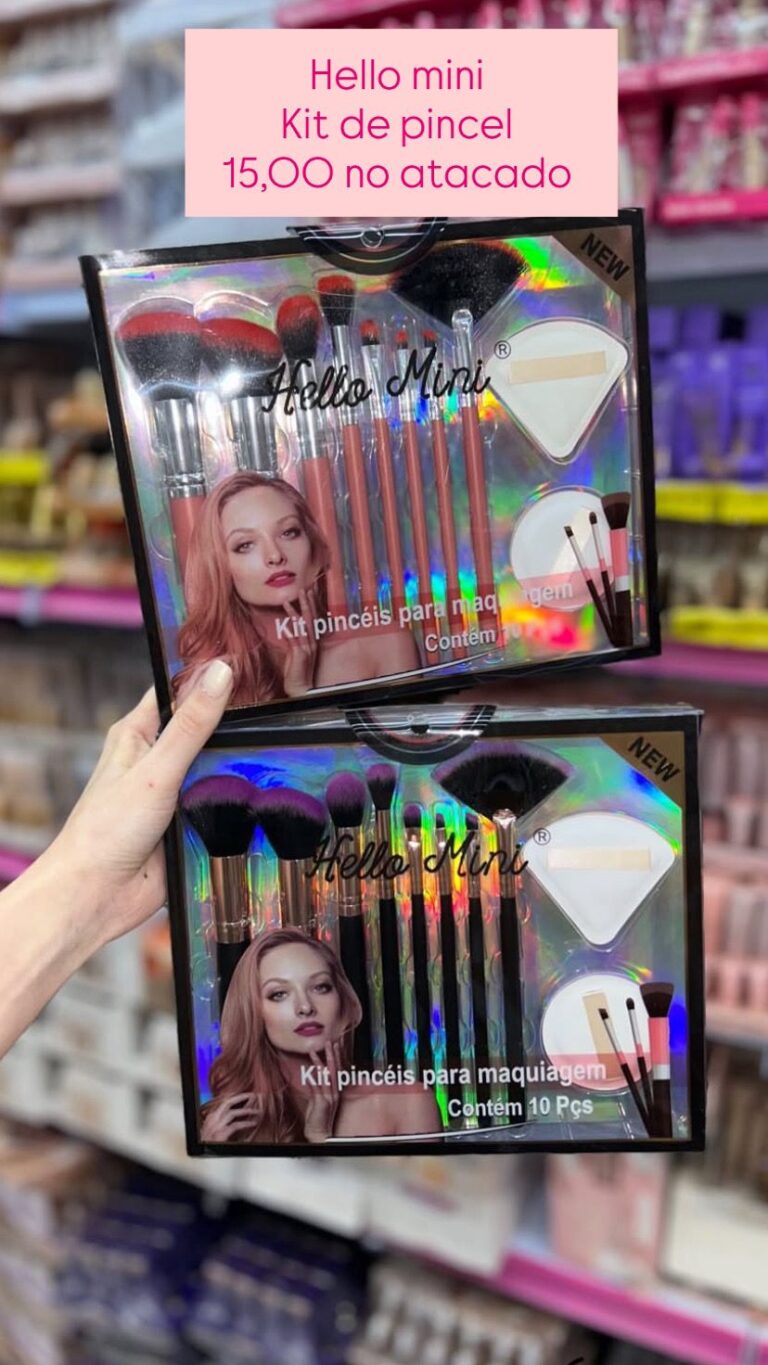 Hello mini
Kit de pincel
15,00 no atacado
NEW
Hello Mini ®
Kit pincéis para
Contém
NEW
Hello Mini ®
Kit pincéis para maquiagem
Contém 10 Pçs